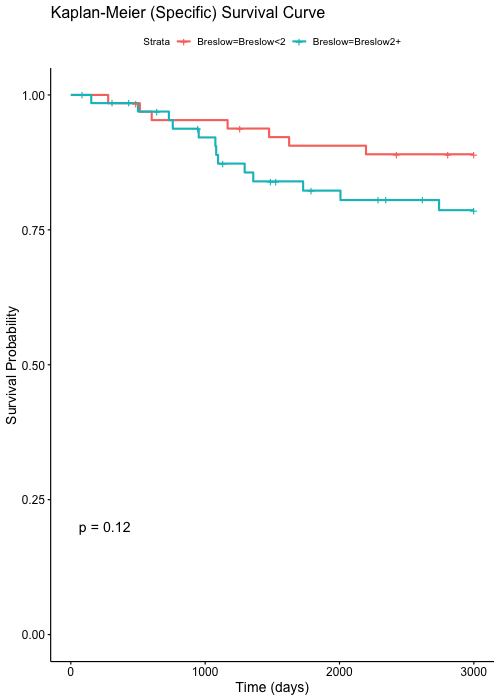 Kaplan-Meier (Specific) Survival Curve
Strata Breslow=Breslow<2 Breslow=Breslow2+
1.00
0.75
0.50
0.25
0.00
Survival Probability
p = 0.12
0 1000 2000 3000
Time (days)